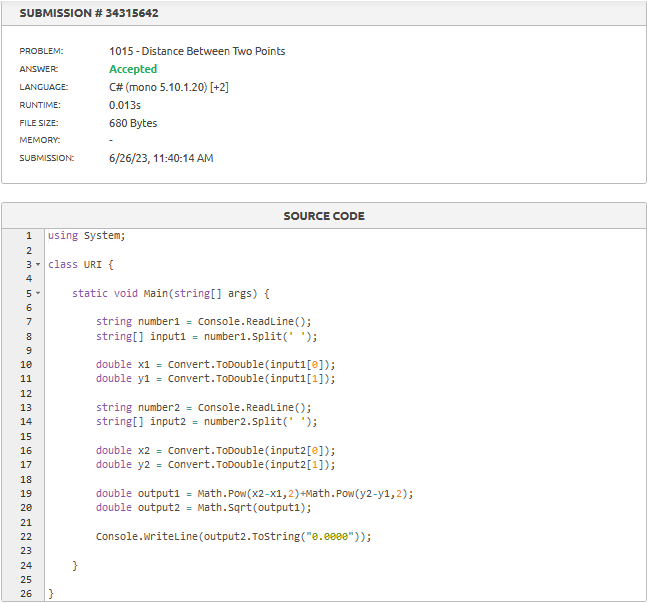 SUBMISSION # 34315642
PROBLEM: 1015 - Distance Between Two Points
ANSWER: Accepted
LANGUAGE: C# (mono 5.10.1.20) [+2]
RUNTIME: 0.013s
FILE SIZE: 680 Bytes
MEMORY: -
SUBMISSION: 6/26/23, 11:40:14 AM
SOURCE CODE
1 using System;
2
3 class URI {
4
5 static void Main(string[] args) {
6
7 string number1 = Console.ReadLine();
8 string[] input1 = number1.Split(' ');
9
10 double x1 = Convert.ToDouble(input1[0]);
11 double y1 = Convert.ToDouble(input1[1]);
12
13 string number2 = Console.ReadLine();
14 string[] input2 = number2.Split(' ');
15
16 double x2 = Convert.ToDouble(input2[0]);
17 double y2 = Convert.ToDouble(input2[1]);
18
19 double output1 = Math.Pow(x2-x1,2)+Math.Pow(y2-y1,2);
20 double output2 = Math.Sqrt(output1);
21
22 Console.WriteLine(output2.ToString("0.0000"));
23
24 }
25
26 }